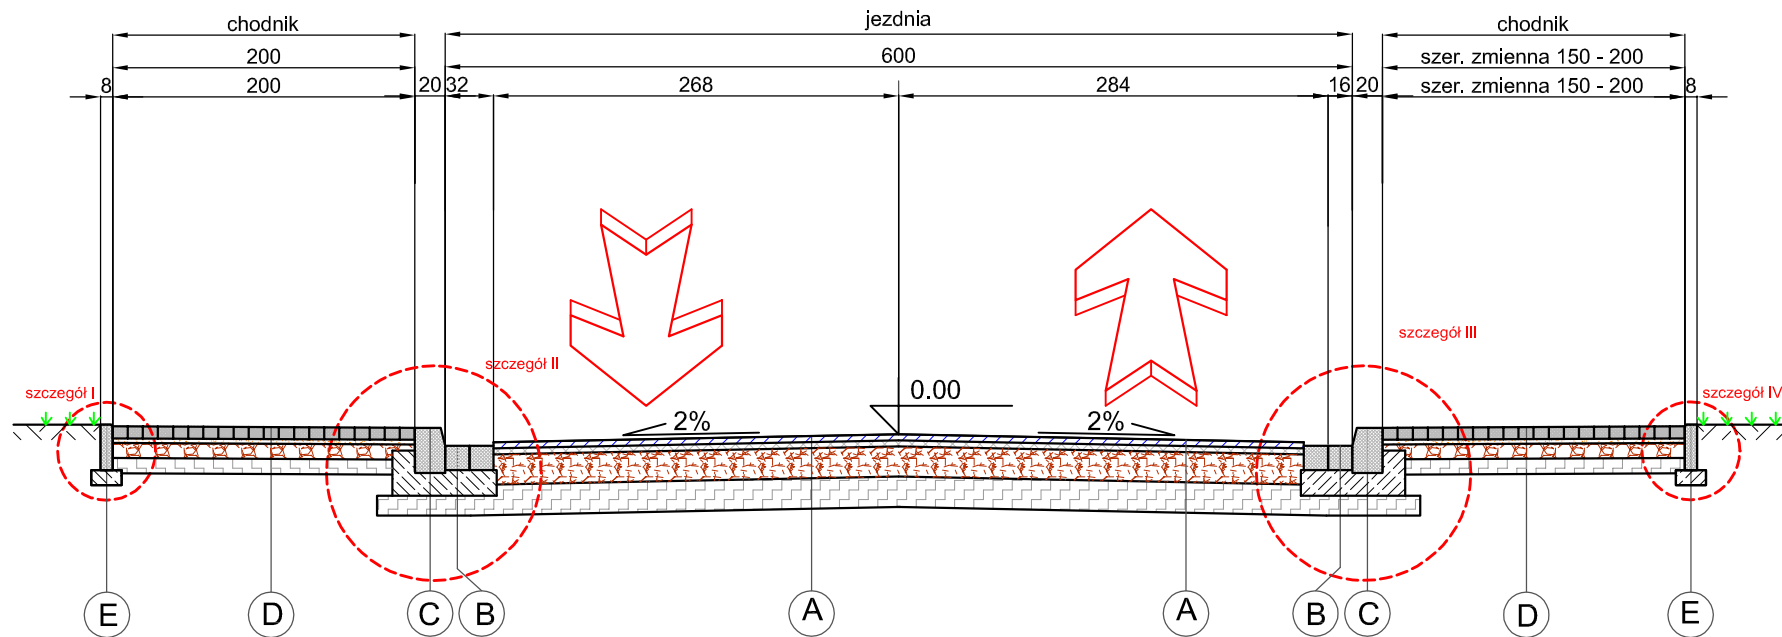 chodnik jezdnia chodnik
200 600 szer. zmienna 150 - 200
8 200 20 32 268 284 16 20 szer. zmienna 150 - 200 8
szczegół III
szczegół II
szczegół I 0.00 szczegół IV
2% 2%
E D C B A A B C D E